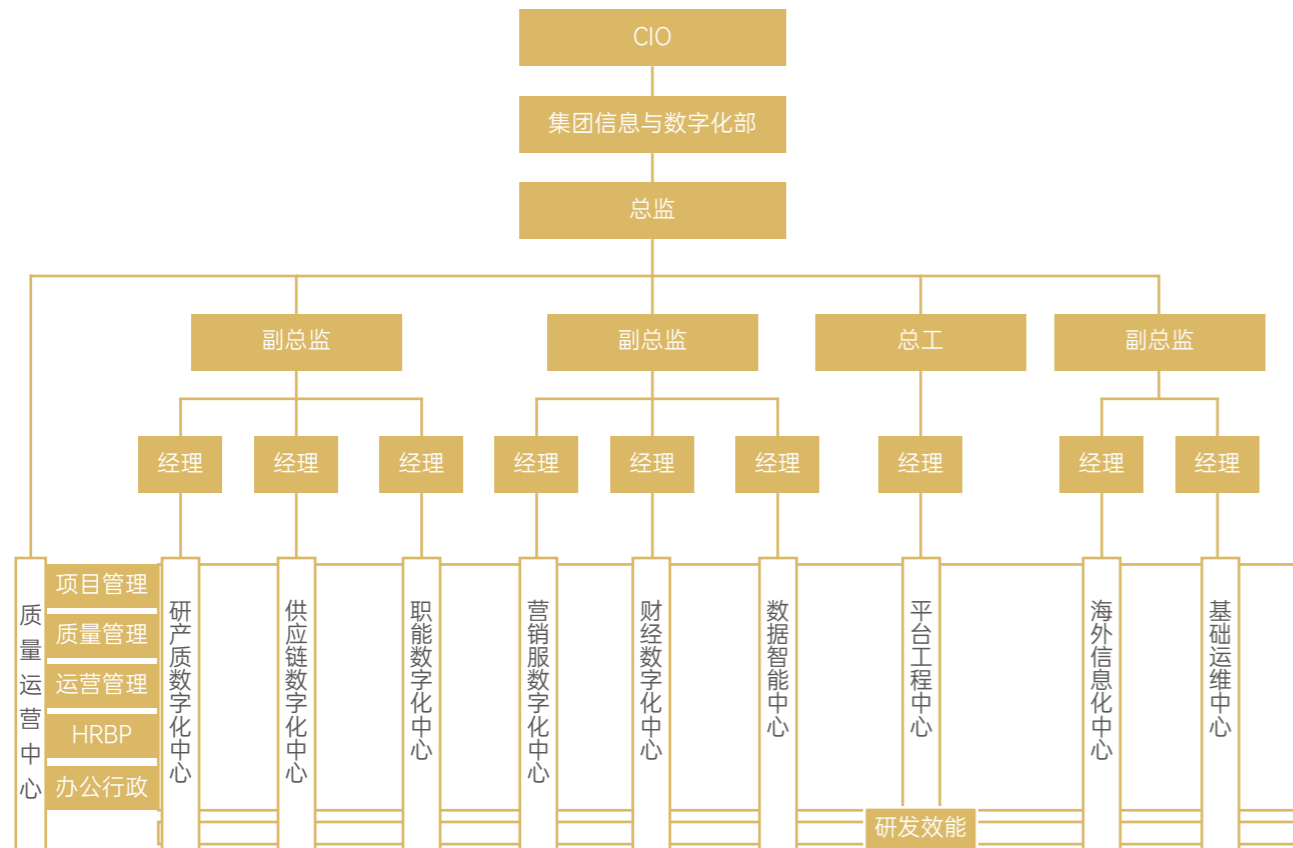 CIO
集团信息与数字化部
总监
副总监
副总监
总工
副总监
经理
经理
经理
经理
经理
经理
经理
经理
经理
质量运营中心
项目管理
质量管理
运营管理
HRBP
办公行政
研产质数字化中心
供应链数字化中心
职能数字化中心
营销服数字化中心
财经数字化中心
数据智能中心
平台工程中心
海外信息化中心
基础运维中心
研发效能